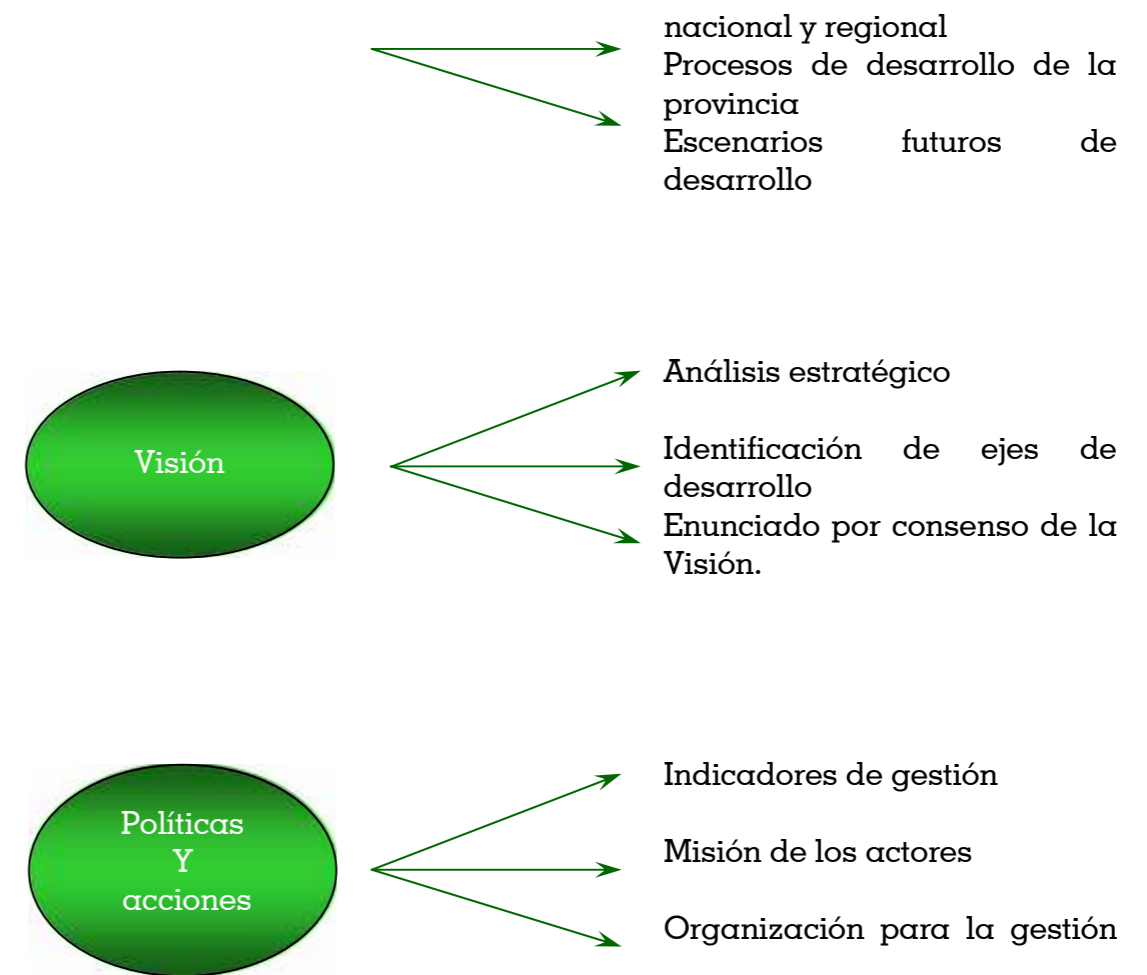 nacional y regional
Procesos de desarrollo de la
provincia
Escenarios futuros de
desarrollo
Visión
Análisis estratégico
Identificación de ejes de
desarrollo
Enunciado por consenso de la
Visión.
Políticas
Y
acciones
Indicadores de gestión
Misión de los actores
Organización para la gestión